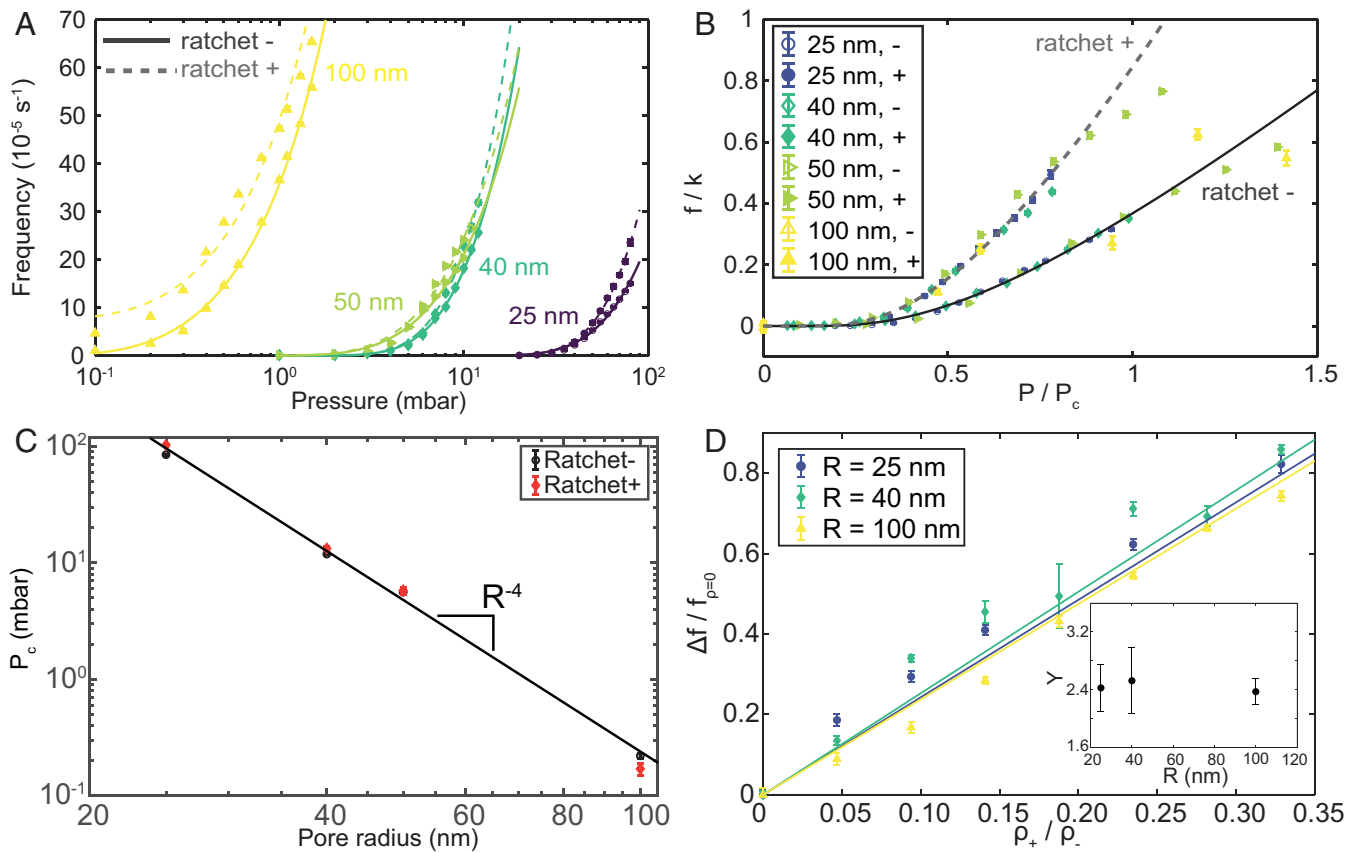 A
ratchet -
ratchet +
100 nm
50 nm
40 nm
25 nm
Frequency (10⁻⁵ s⁻¹)
70
60
50
40
30
20
10
0
10⁻¹
10⁰
10¹
10²
Pressure (mbar)
B
25 nm, -
25 nm, +
40 nm, -
40 nm, +
50 nm, -
50 nm, +
100 nm, -
100 nm, +
ratchet +
ratchet -
f / k
1
0.8
0.6
0.4
0.2
0
0
0.5
1
1.5
P / P_c
C
Ratchet-
Ratchet+
R⁻⁴
P_c (mbar)
10²
10¹
10⁰
10⁻¹
20
40
60
80
100
Pore radius (nm)
D
R = 25 nm
R = 40 nm
R = 100 nm
Δf / f_ρ=0
0.8
0.6
0.4
0.2
0
0
0.05
0.10
0.15
0.20
0.25
0.30
0.35
ρ₊ / ρ₋
Y
3.2
2.4
1.6
20
40
60
80
100
120
R (nm)